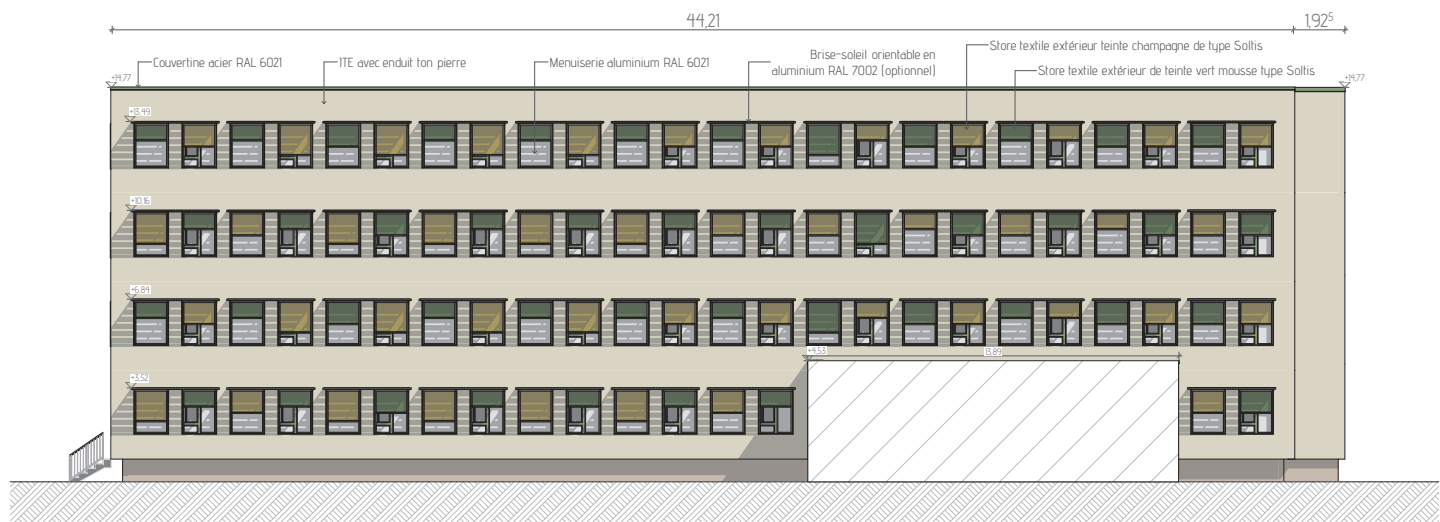 44,21
1,92⁵
Store textile extérieur teinte champagne de type Soltis
Brise-soleil orientable en
aluminium RAL 7002 (optionnel)
Couvertine acier RAL 6021
ITE avec enduit ton pierre
Menuiserie aluminium RAL 6021
Store textile extérieur de teinte vert mousse type Soltis
+14,77
+14,77
+13,49
+10,16
+6,84
+4,53
13,89
+3,52